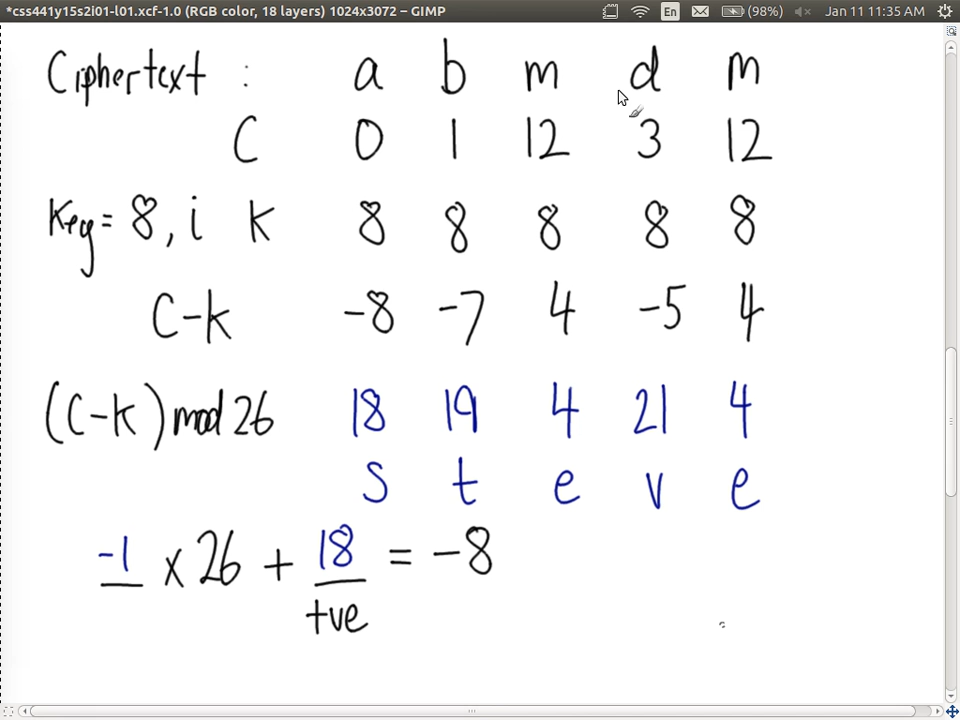 *css441y15s2i01-l01.xcf-1.0 (RGB color, 18 layers) 1024x3072 – GIMP En (98%) Jan 11 11:35 AM
Ciphertext : a b m d m
C 0 1 12 3 12
Key = 8, i k 8 8 8 8 8
C-k -8 -7 4 -5 4
(C-k) mod 26 18 19 4 21 4
s t e v e
-1 x 26 + 18 = -8
+ve